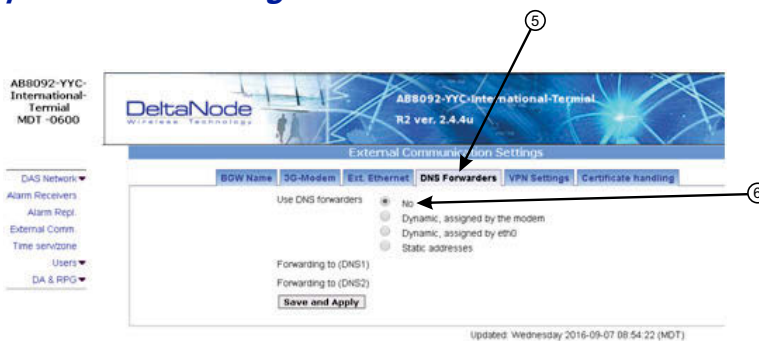 5
AB8092-YYC-
International-
Termial
MDT -0600
DeltaNode
Wireless Technology
AB8092-YYC-International-Termial
R2 ver. 2.4.4u
External Communication Settings
BGW Name 3G-Modem Ext. Ethernet DNS Forwarders VPN Settings Certificate handling
DAS Network
Alarm Receivers
Alarm Repl.
External Comm.
Time serv/zone
Users
DA & RPG
Use DNS forwarders
No
6
Dynamic, assigned by the modem
Dynamic, assigned by eth0
Static addresses
Forwarding to (DNS1)
Forwarding to (DNS2)
Save and Apply
Updated: Wednesday 2016-09-07 08:54:22 (MDT)